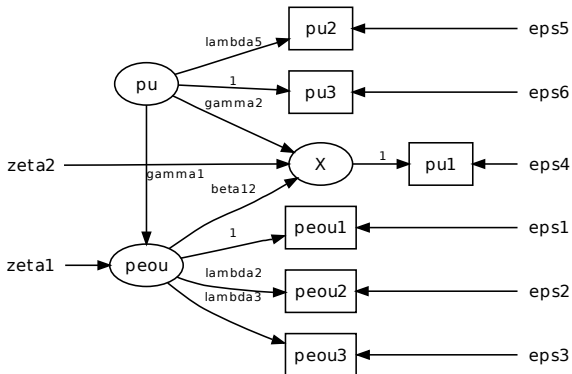 pu2
eps5
lambda5
pu
1
pu3
eps6
gamma2
zeta2
gamma1
X
1
pu1
eps4
beta12
peou1
eps1
1
zeta1
peou
lambda2
peou2
eps2
lambda3
peou3
eps3